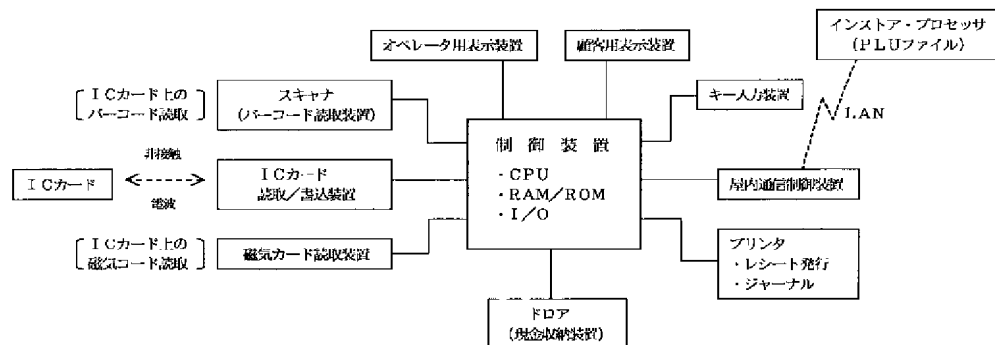 インストア・プロセッサ
(PLUファイル)
オペレータ用表示装置
顧客用表示装置
ICカード上の
バーコード読取
スキャナ
(バーコード読取装置)
キー入力装置
LAN
制御装置
・CPU
・RAM/ROM
・I/O
非接触
ICカード
電波
ICカード
読取/書込装置
屋内通信制御装置
ICカード上の
磁気コード読取
磁気カード読取装置
プリンタ
・レシート発行
・ジャーナル
ドロア
(現金収納装置)